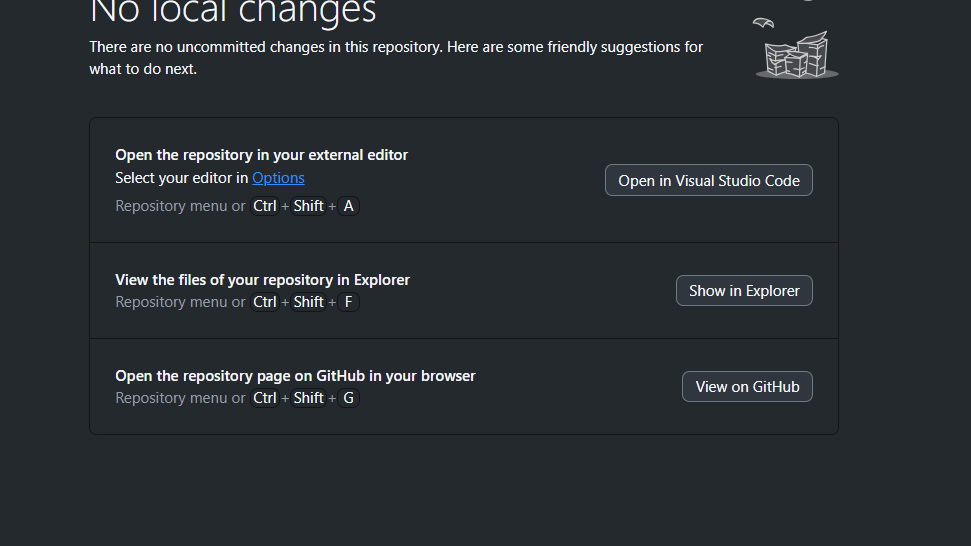 No local changes
There are no uncommitted changes in this repository. Here are some friendly suggestions for
what to do next.
Open the repository in your external editor
Select your editor in Options
Repository menu or Ctrl + Shift + A
Open in Visual Studio Code
View the files of your repository in Explorer
Repository menu or Ctrl + Shift + F
Show in Explorer
Open the repository page on GitHub in your browser
Repository menu or Ctrl + Shift + G
View on GitHub